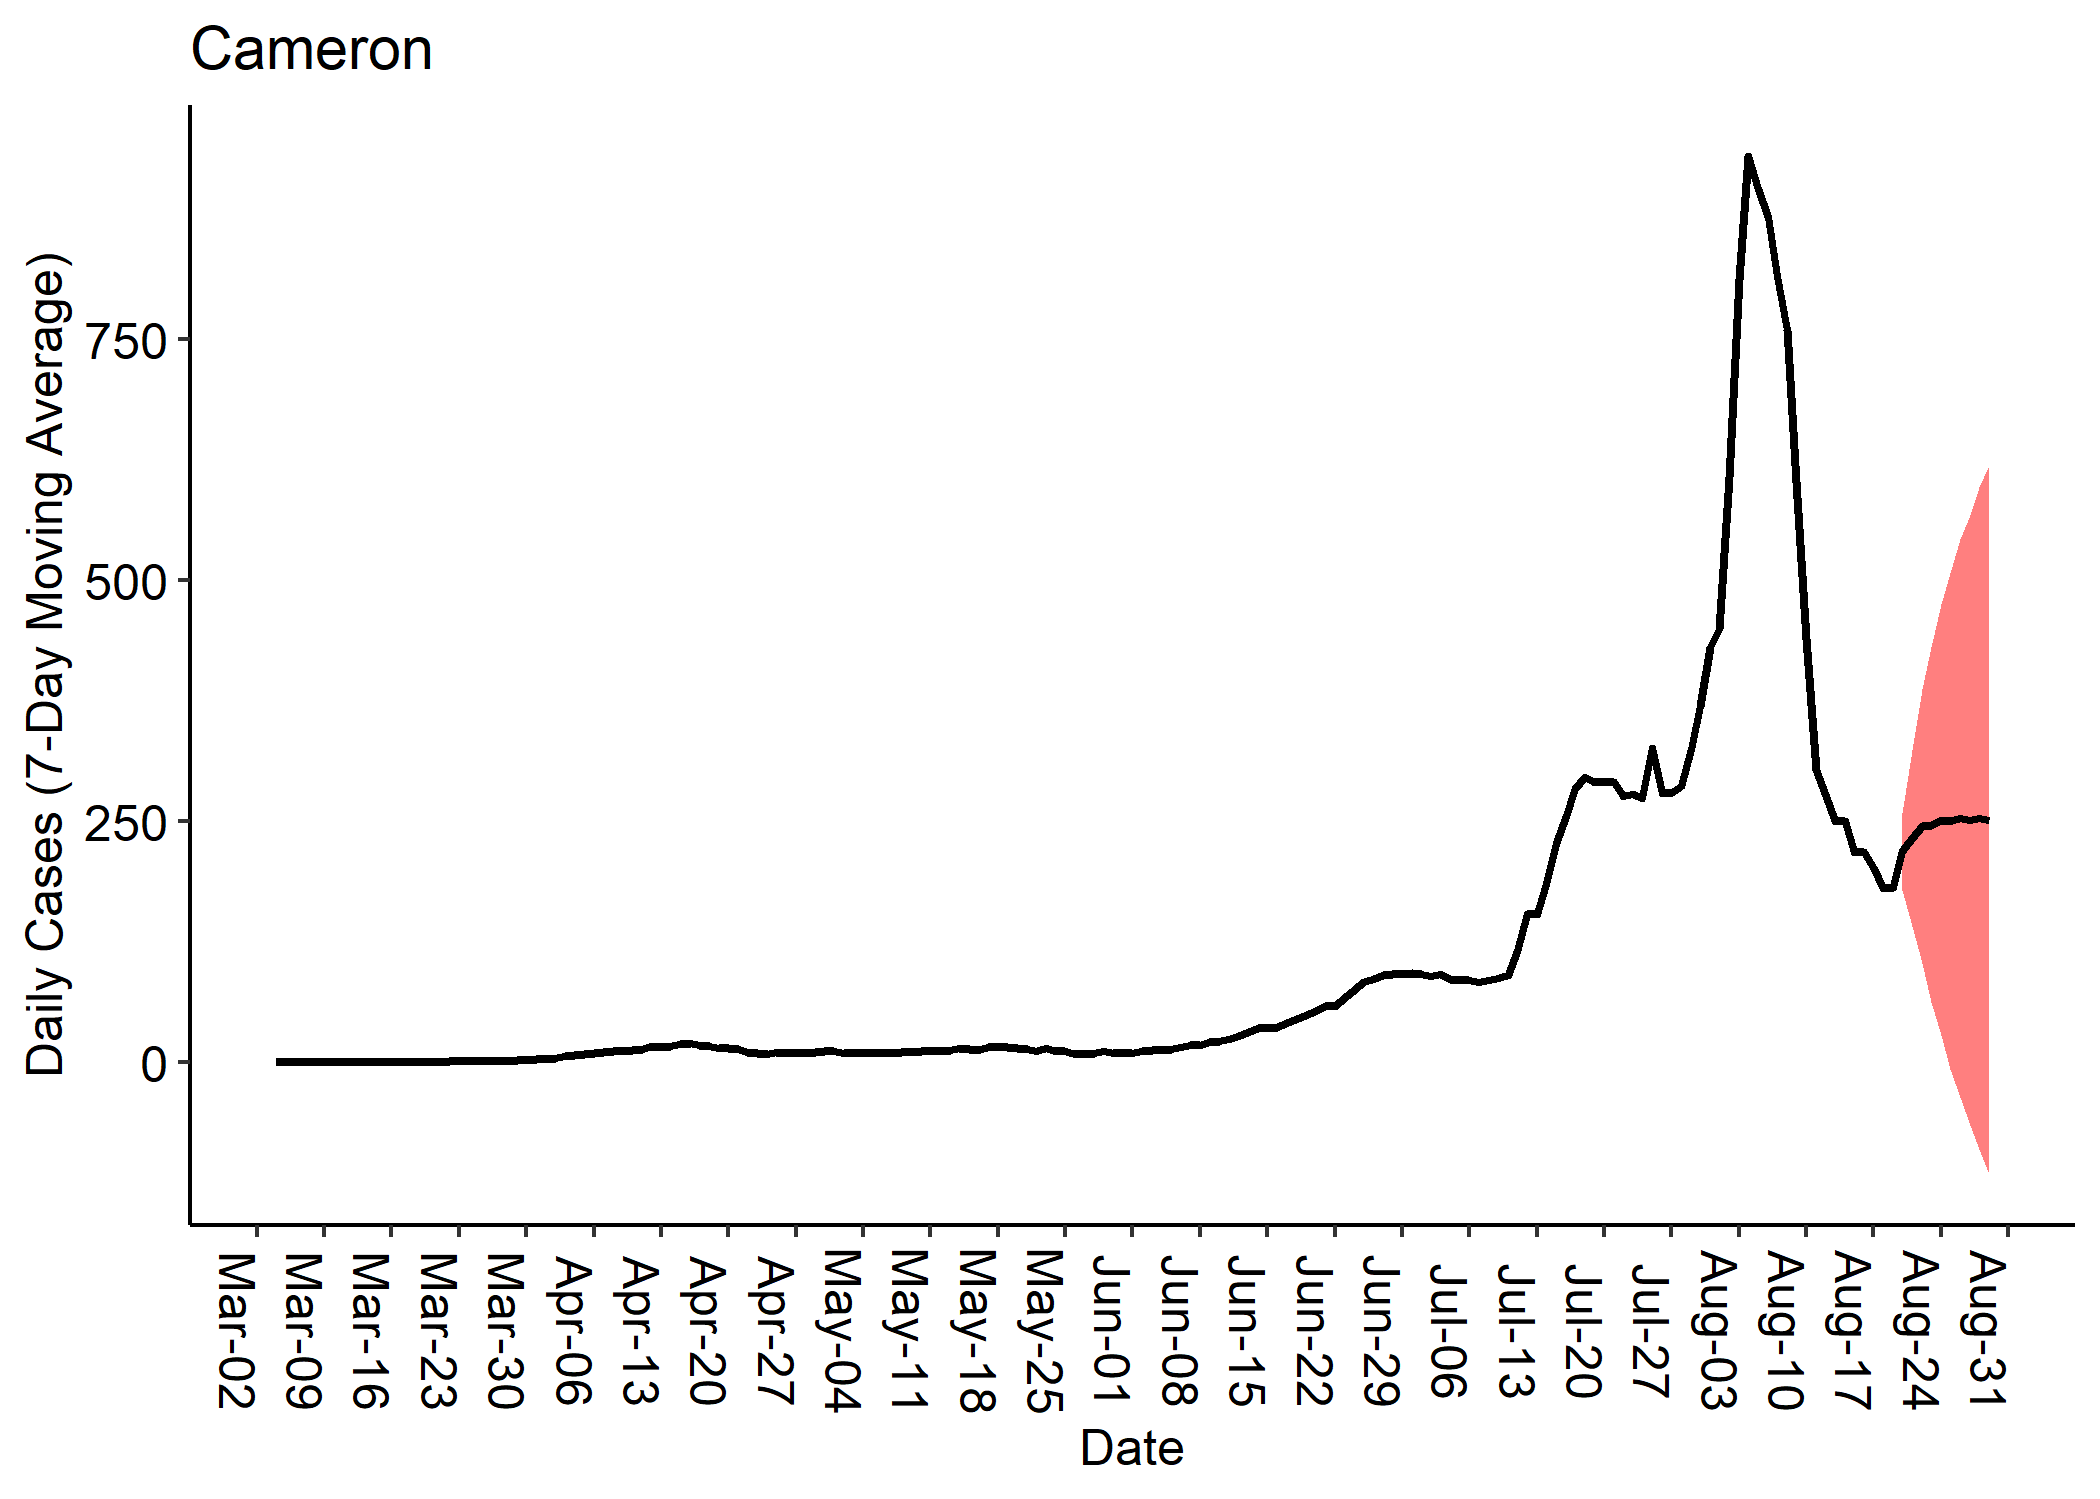 Cameron
Daily Cases (7-Day Moving Average)
750
500
250
0
Mar-02
Mar-09
Mar-16
Mar-23
Mar-30
Apr-06
Apr-13
Apr-20
Apr-27
May-04
May-11
May-18
May-25
Jun-01
Jun-08
Jun-15
Jun-22
Jun-29
Jul-06
Jul-13
Jul-20
Jul-27
Aug-03
Aug-10
Aug-17
Aug-24
Aug-31
Date